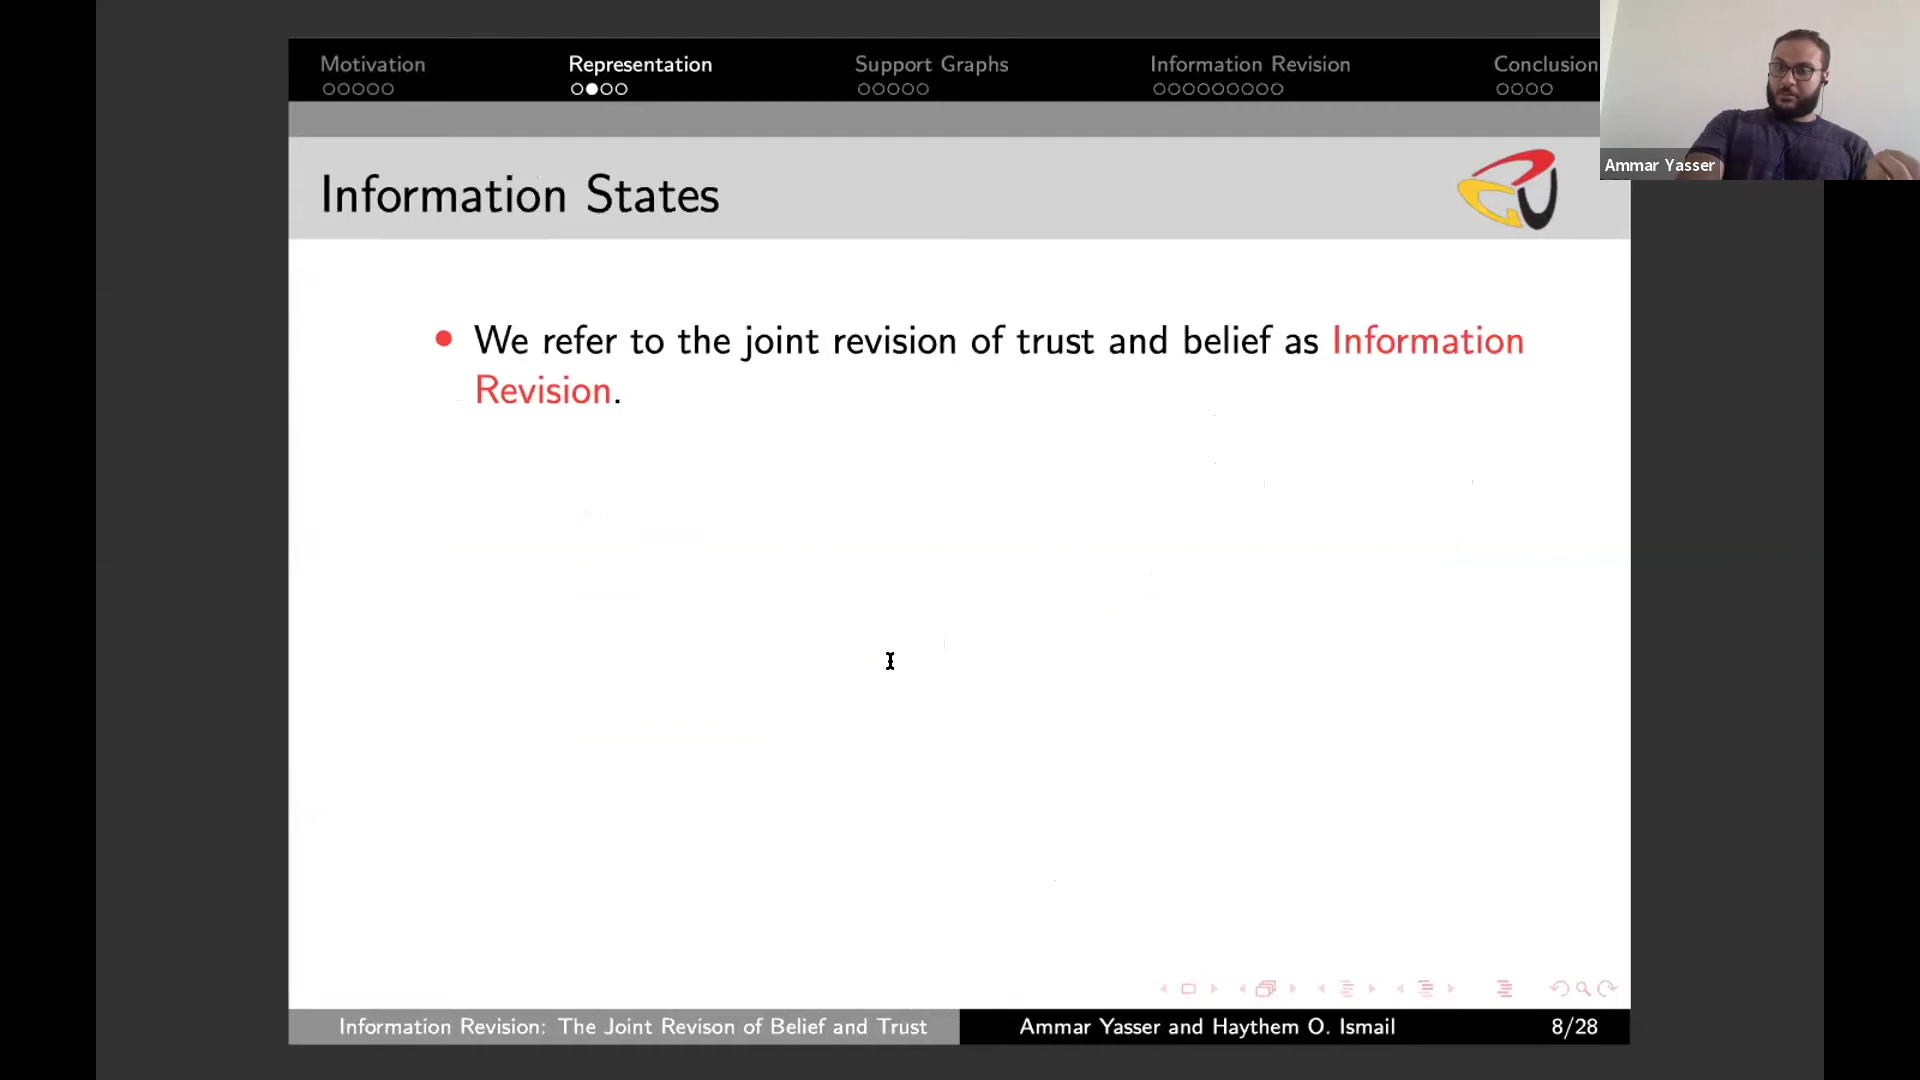 Motivation Representation Support Graphs Information Revision Conclusion
Ammar Yasser
Information States
We refer to the joint revision of trust and belief as Information
Revision.
Information Revision: The Joint Revison of Belief and Trust Ammar Yasser and Haythem O. Ismail 8/28